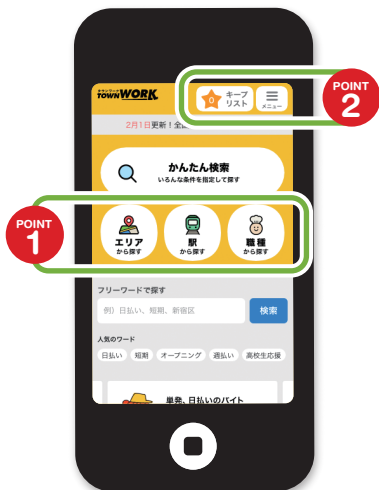 タウンワーク
TOWNWORK
0
キープ
リスト
メニュー
POINT
2
2月1日更新！全
かんたん検索
いろんな条件を指定して探す
POINT
1
エリア
から探す
駅
から探す
職種
から探す
フリーワードで探す
例）日払い、短期、新宿区
検索
人気のワード
日払い 短期 オープニング 週払い 高校生応援
単発、日払いのバイト